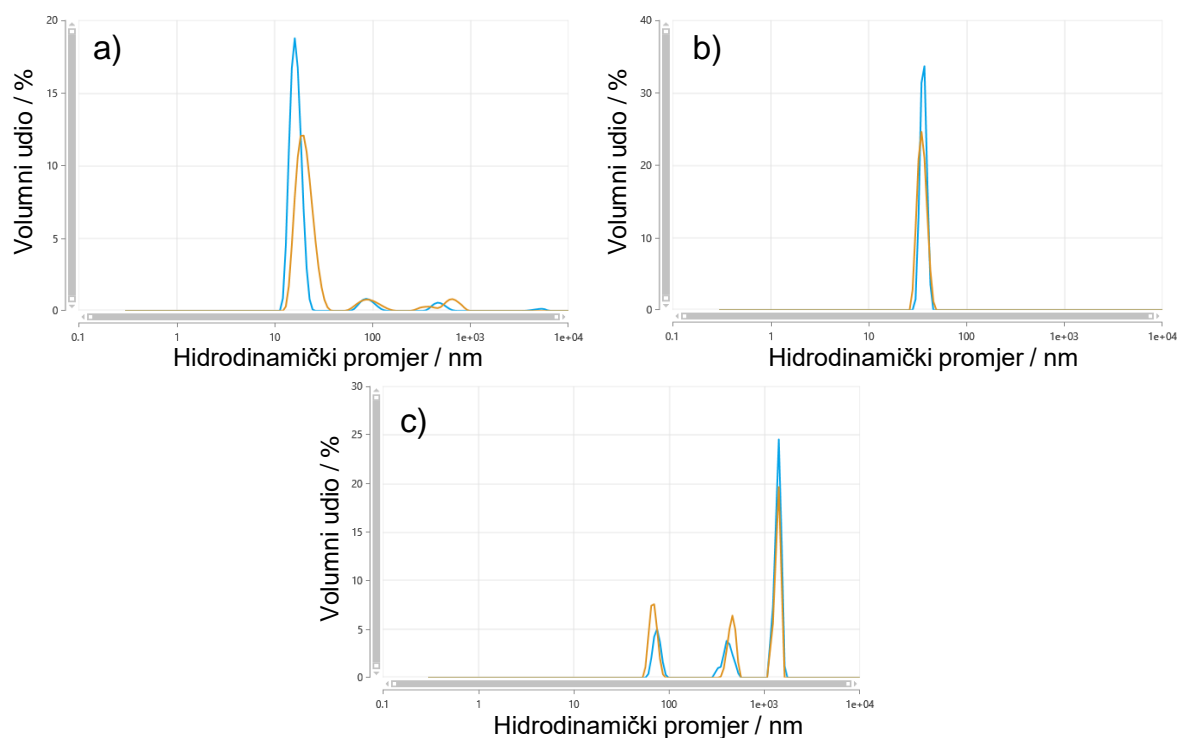 a)
Volumni udio / %
20
15
10
5
0
0.1 1 10 100 1e+03 1e+04
Hidrodinamički promjer / nm
b)
Volumni udio / %
40
30
20
10
0
0.1 1 10 100 1e+03 1e+04
Hidrodinamički promjer / nm
c)
Volumni udio / %
30
25
20
15
10
5
0
0.1 1 10 100 1e+03 1e+04
Hidrodinamički promjer / nm